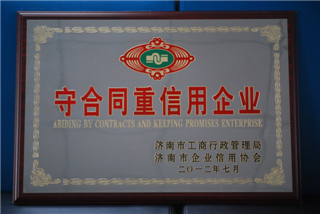 守合同重信用企业
ABIDING BY CONTRACTS AND KEEPING PROMISES ENTERPRISE
济南市工商行政管理局
济南市企业信用协会
二〇一二年七月